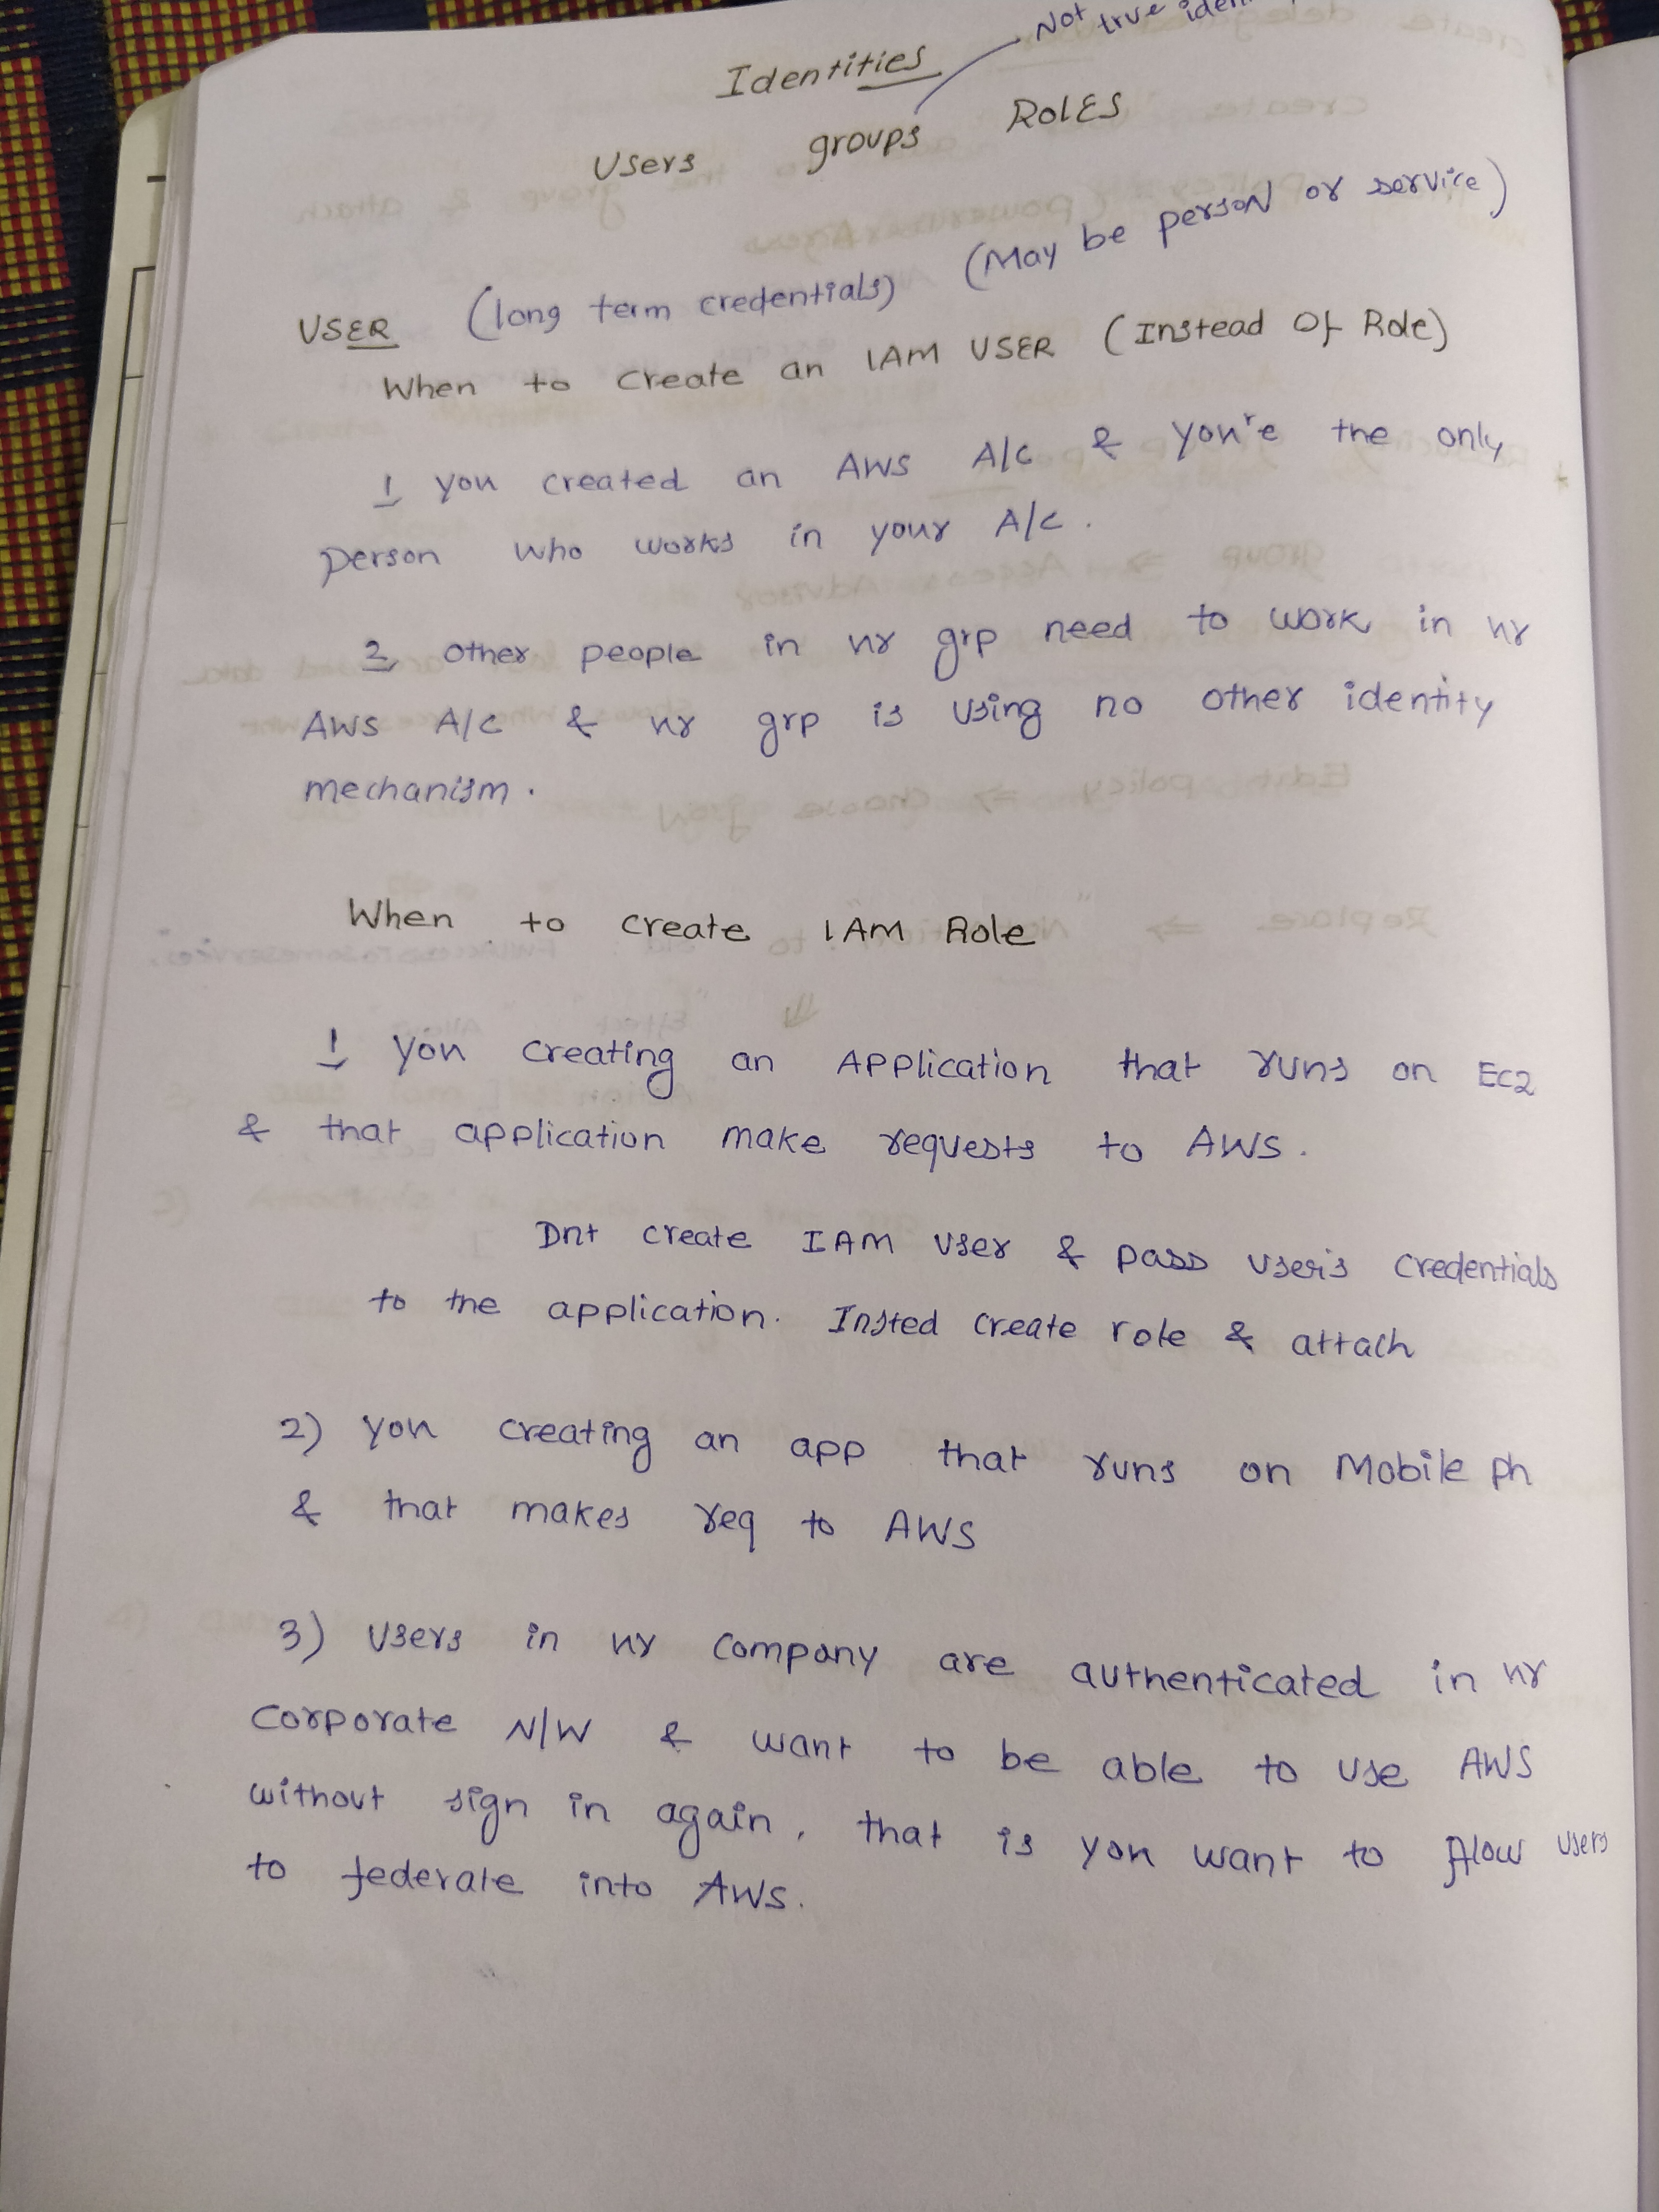 Not true
Identities
Users groups ROLES
USER (long term credentials) (May be person or service)
When to create an IAM USER (Instead Of Role)
1 you created an AWS A/C & you're the only
person who works in your A/C.
2 other people in ur grp need to work in ur
AWS A/C & ur grp is using no other identity
mechanism.
When to create IAM Role
1 you creating an Application that runs on Ec2
& that application make requests to AWS.
Dnt create IAM User & pass user's credentials
to the application. Insted create role & attach
2) you creating an app that runs on Mobile ph
& that makes req to AWS
3) Users in ur company are authenticated in ur
corporate N/W & want to be able to use AWS
without sign in again, that is you want to allow users
to federate into AWS.